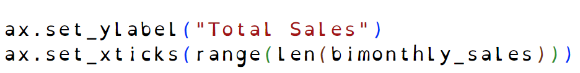 ax.set_ylabel("Total Sales")
ax.set_xticks(range(len(bimonthly_sales)))